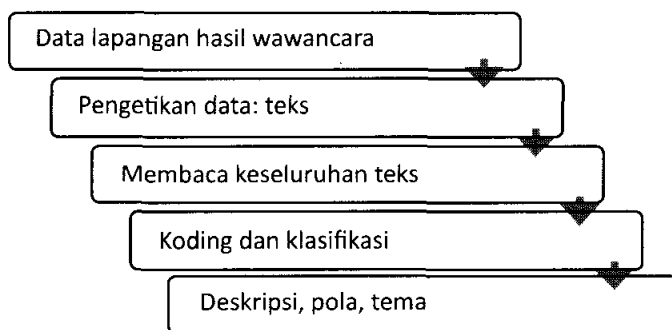 Data lapangan hasil wawancara
Pengetikan data: teks
Membaca keseluruhan teks
Koding dan klasifikasi
Deskripsi, pola, tema